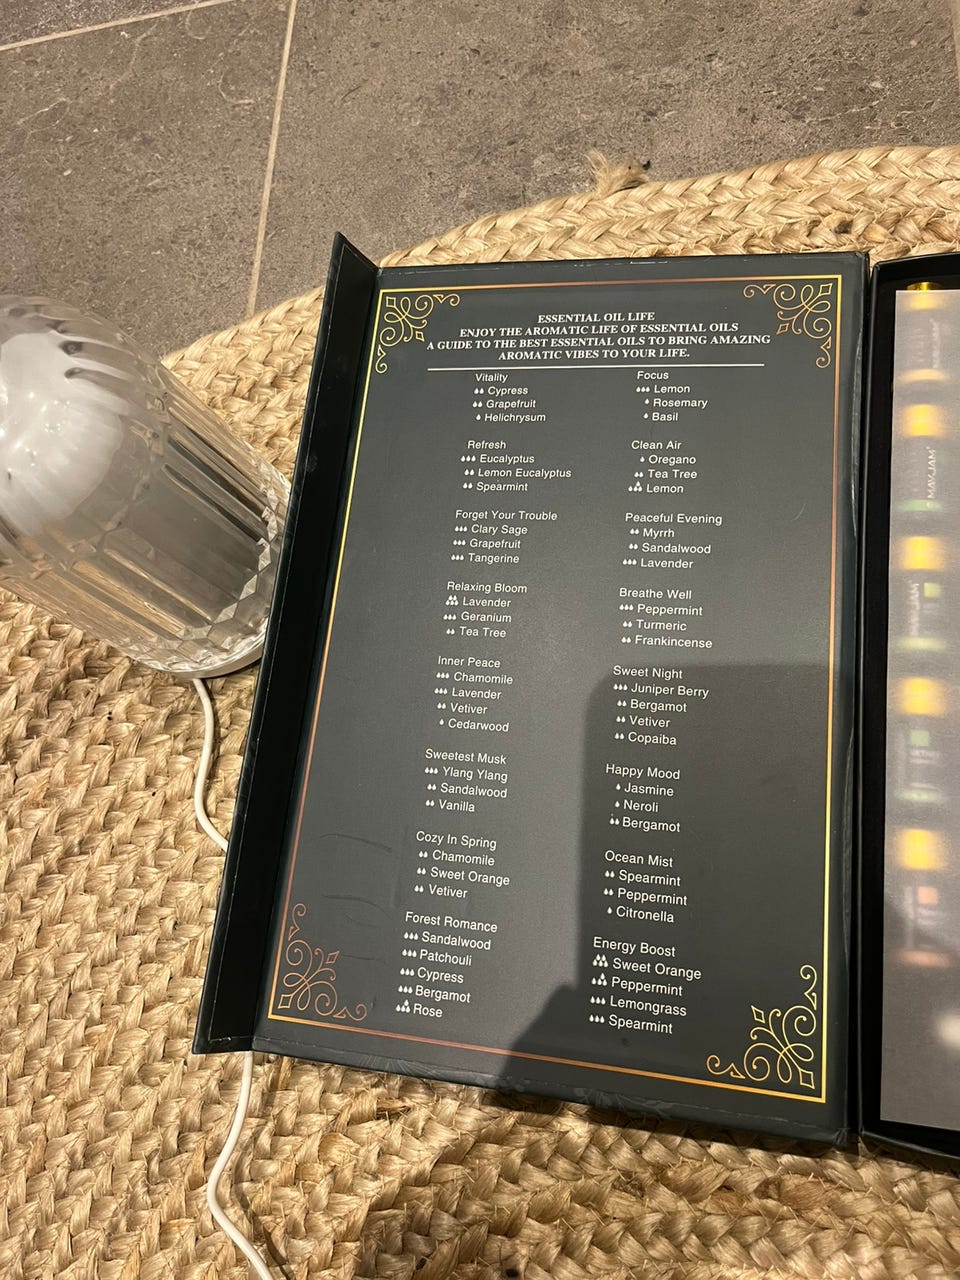 ESSENTIAL OIL LIFE
ENJOY THE AROMATIC LIFE OF ESSENTIAL OILS
A GUIDE TO THE BEST ESSENTIAL OILS TO BRING AMAZING
AROMATIC VIBES TO YOUR LIFE.
Vitality
Cypress
Grapefruit
Helichrysum
Refresh
Eucalyptus
Lemon Eucalyptus
Spearmint
Forget Your Trouble
Clary Sage
Grapefruit
Tangerine
Relaxing Bloom
Lavender
Geranium
Tea Tree
Inner Peace
Chamomile
Lavender
Vetiver
Cedarwood
Sweetest Musk
Ylang Ylang
Sandalwood
Vanilla
Cozy In Spring
Chamomile
Sweet Orange
Vetiver
Forest Romance
Sandalwood
Patchouli
Cypress
Bergamot
Rose
Focus
Lemon
Rosemary
Basil
Clean Air
Oregano
Tea Tree
Lemon
Peaceful Evening
Myrrh
Sandalwood
Lavender
Breathe Well
Peppermint
Turmeric
Frankincense
Sweet Night
Juniper Berry
Bergamot
Vetiver
Copaiba
Happy Mood
Jasmine
Neroli
Bergamot
Ocean Mist
Spearmint
Peppermint
Citronella
Energy Boost
Sweet Orange
Peppermint
Lemongrass
Spearmint
MAYJAM